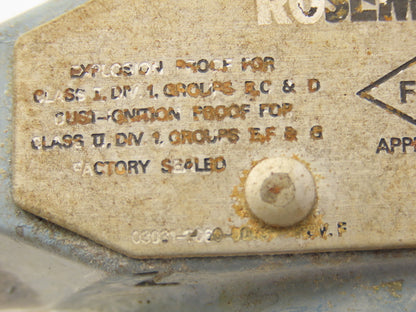 ROSEM
EXPLOSION PROOF FOR
CLASS I, DIV 1, GROUPS B,C & D
DUST-IGNITION PROOF FOR
CLASS II, DIV 1, GROUPS E,F & G
FACTORY SEALED
F
APP